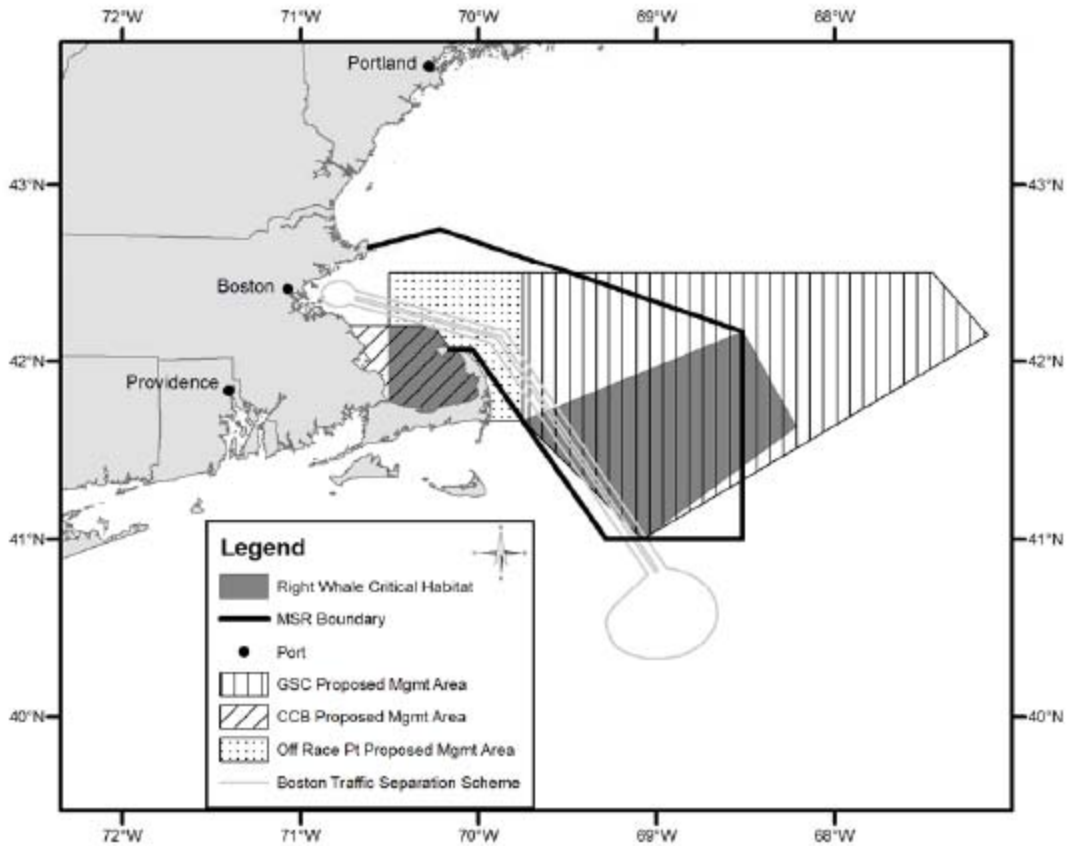 72°W 71°W 70°W 69°W 68°W
Portland
43°N 43°N
Boston
42°N 42°N
Providence
41°N 41°N
Legend
Right Whale Critical Habitat
MSR Boundary
Port
GSC Proposed Mgmt Area
CCB Proposed Mgmt Area
Off Race Pt Proposed Mgmt Area
Boston Traffic Separation Scheme
40°N 40°N
72°W 71°W 70°W 69°W 68°W